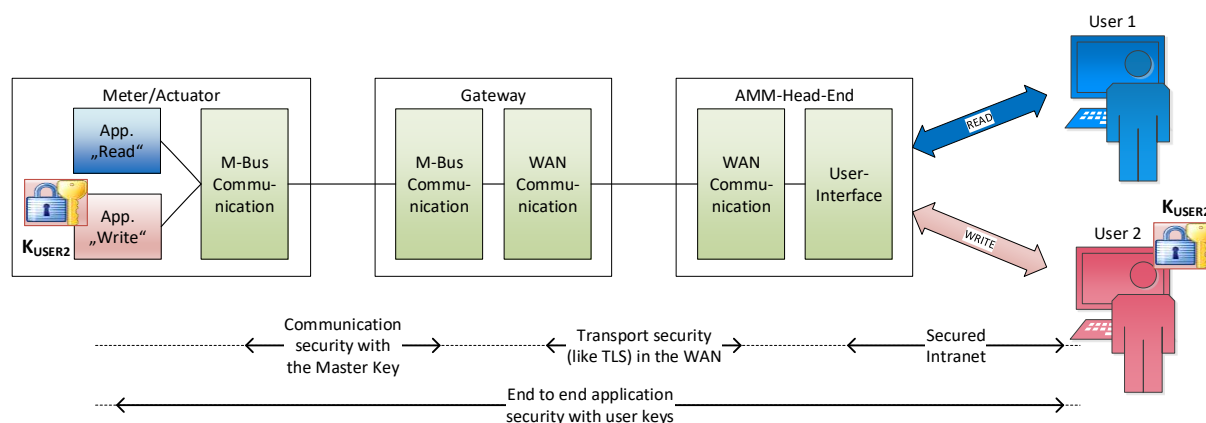 User 1
Meter/Actuator
Gateway
AMM-Head-End
App.
„Read“
READ
M-Bus
Commu-
nication
M-Bus
Commu-
nication
WAN
Commu-
nication
WAN
Commu-
nication
User-
Interface
App.
„Write“
K_USER2
WRITE
User 2
K_USER2
Communication
security with
the Master Key
Transport security
(like TLS) in the WAN
Secured
Intranet
End to end application
security with user keys